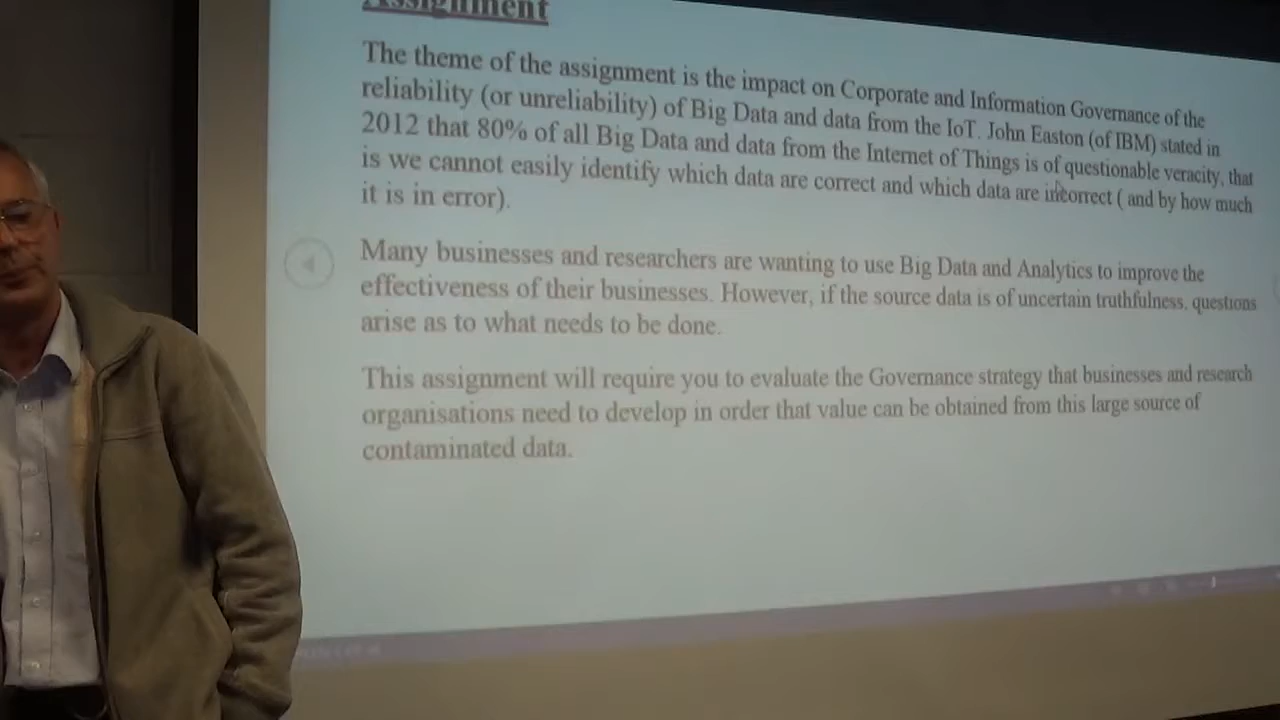 Assignment
The theme of the assignment is the impact on Corporate and Information Governance of the
reliability (or unreliability) of Big Data and data from the IoT. John Easton (of IBM) stated in
2012 that 80% of all Big Data and data from the Internet of Things is of questionable veracity, that
is we cannot easily identify which data are correct and which data are incorrect ( and by how much
it is in error).
Many businesses and researchers are wanting to use Big Data and Analytics to improve the
effectiveness of their businesses. However, if the source data is of uncertain truthfulness, questions
arise as to what needs to be done.
This assignment will require you to evaluate the Governance strategy that businesses and research
organisations need to develop in order that value can be obtained from this large source of
contaminated data.